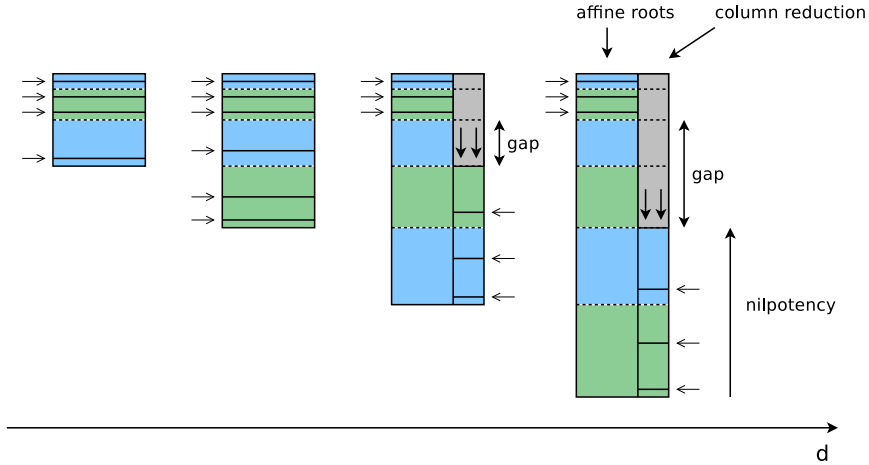 affine roots
column reduction
gap
gap
nilpotency
d